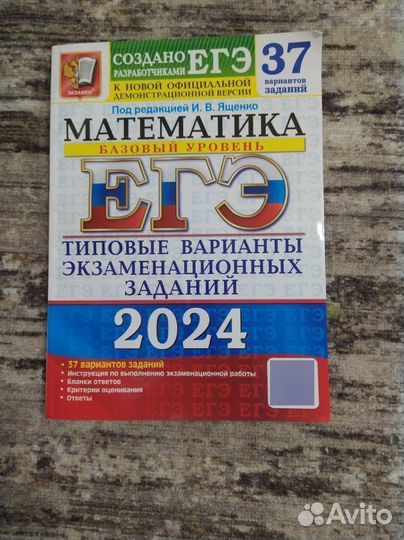 СОЗДАНО
РАЗРАБОТЧИКАМИ ЕГЭ
К НОВОЙ ОФИЦИАЛЬНОЙ
ДЕМОНСТРАЦИОННОЙ ВЕРСИИ
37
вариантов
заданий
ЭКЗАМЕН
Под редакцией И. В. Ященко
МАТЕМАТИКА
БАЗОВЫЙ УРОВЕНЬ
ЕГЭ
ТИПОВЫЕ ВАРИАНТЫ
ЭКЗАМЕНАЦИОННЫХ
ЗАДАНИЙ
2024
• 37 вариантов заданий
• Инструкция по выполнению экзаменационной работы
• Бланки ответов
• Критерии оценивания
• Ответы
Avito